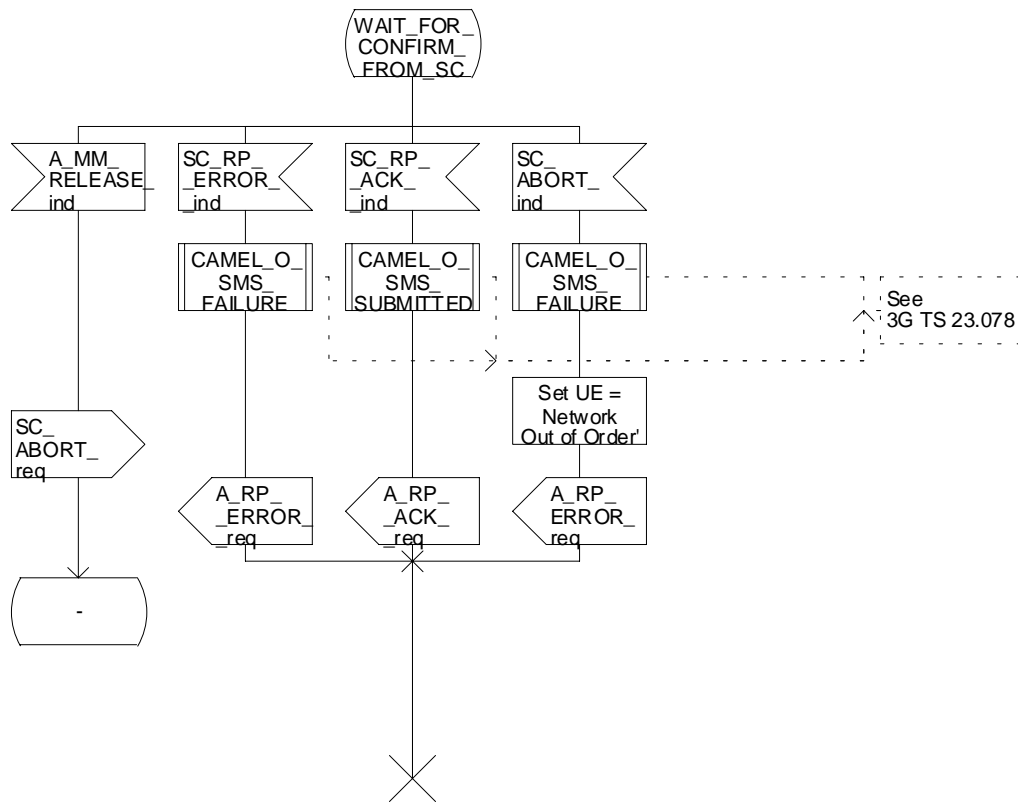 WAIT_FOR_
CONFIRM_
FROM_SC
A_MM_
RELEASE_
ind
SC_RP_
_ERROR_
_ind
SC_RP_
_ACK_
_ind
SC_
ABORT_
ind
CAMEL_O_
SMS_
FAILURE
CAMEL_O_
SMS_
SUBMITTED
CAMEL_O_
SMS_
FAILURE
See
3G TS 23.078
Set UE =
Network
Out of Order'
SC_
ABORT_
req
A_RP_
_ERROR_
_req
A_RP_
_ACK_
_req
A_RP_
ERROR_
req
-